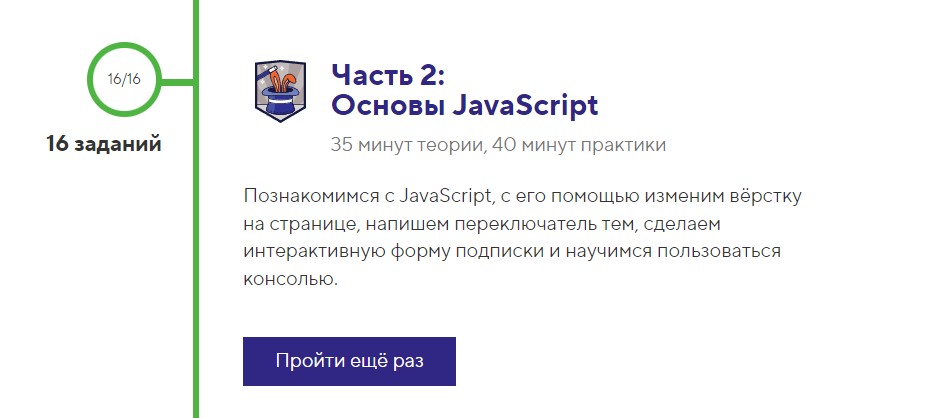 16/16
16 заданий
Часть 2:
Основы JavaScript
35 минут теории, 40 минут практики
Познакомимся с JavaScript, с его помощью изменим вёрстку
на странице, напишем переключатель тем, сделаем
интерактивную форму подписки и научимся пользоваться
консолью.
Пройти ещё раз